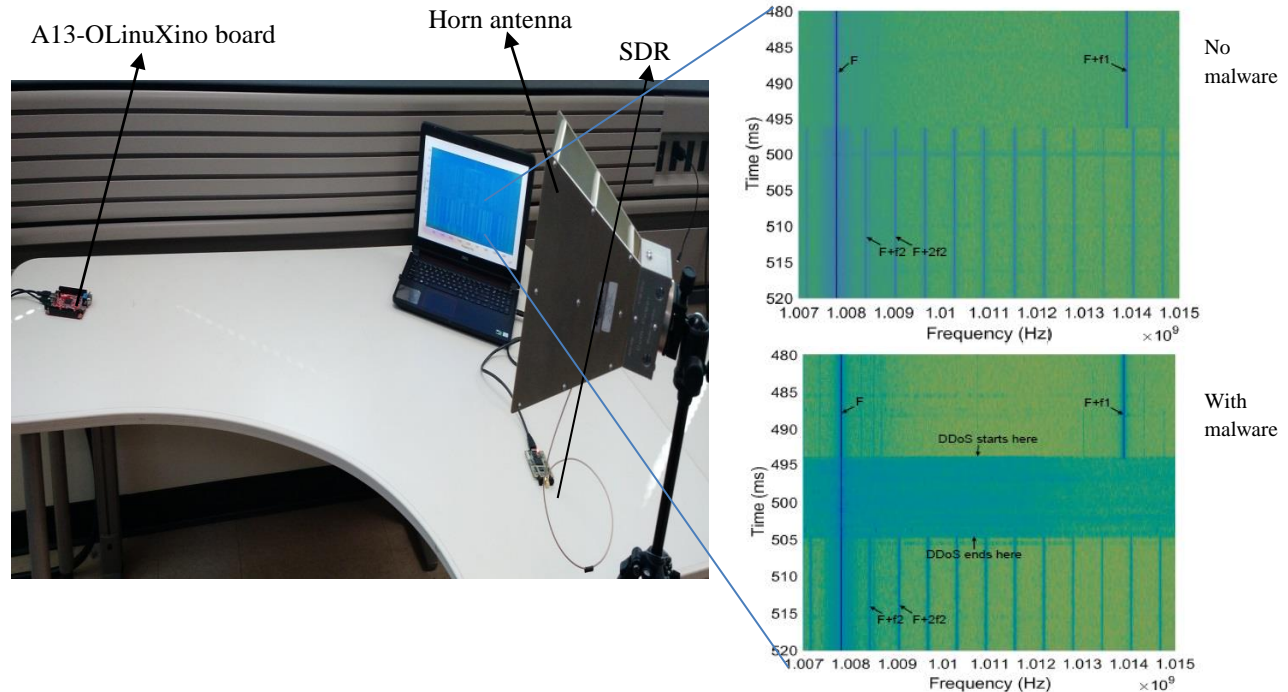 A13-OLinuXino board
Horn antenna
SDR
480
485
490
495
500
505
510
515
520
Time (ms)
F
F+f1
F+f2
F+2f2
1.007 1.008 1.009 1.01 1.011 1.012 1.013 1.014 1.015
Frequency (Hz)
×10⁹
No
malware
480
485
490
495
500
505
510
515
520
Time (ms)
F
F+f1
DDoS starts here
DDoS ends here
F+f2
F+2f2
1.007 1.008 1.009 1.01 1.011 1.012 1.013 1.014 1.015
Frequency (Hz)
×10⁹
With
malware